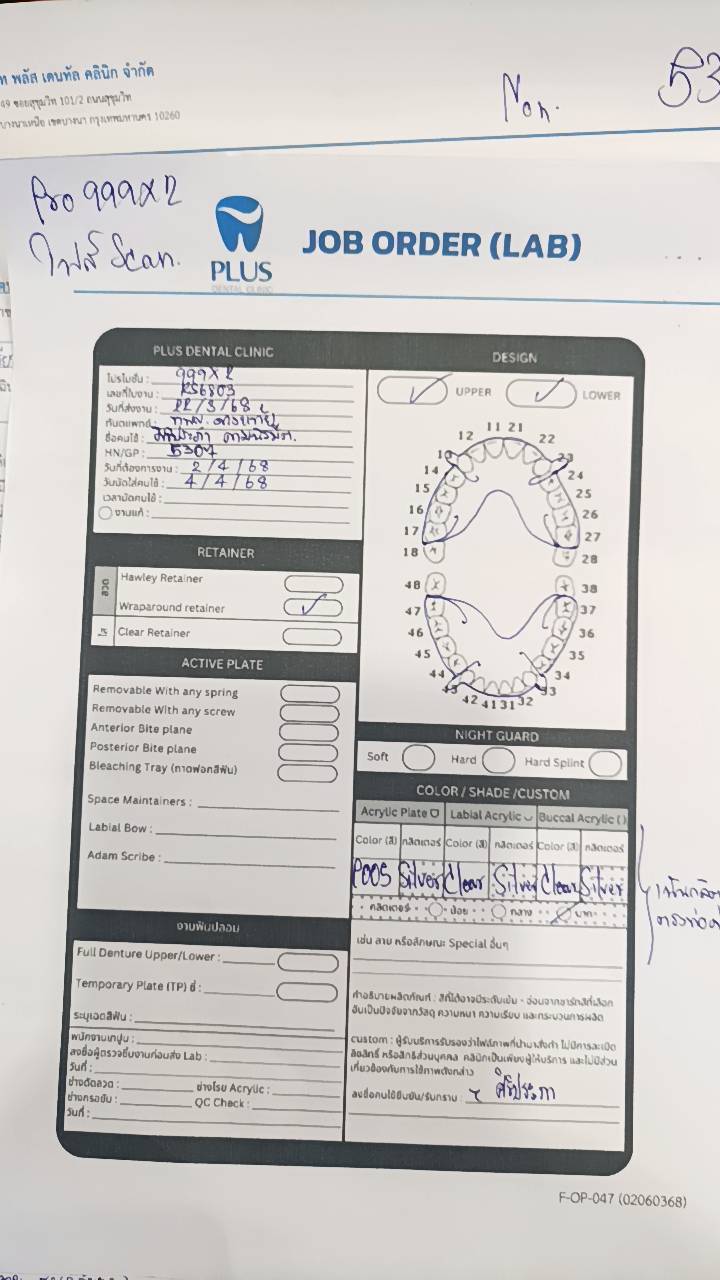 ท พลัส เดนทัล คลินิก จำกัด
49 ซอยสุขุมวิท 101/2 ถนนสุขุมวิท
บางนาเหนือ เขตบางนา กรุงเทพมหานคร 10260
Non. 53
Pro 999X2
ไฟล์ Scan.
PLUS
DENTAL CLINIC
JOB ORDER (LAB)
PLUS DENTAL CLINIC
โปรโมชั่น : 999X2
เลขที่ใบงาน : RS6803
วันที่ส่งงาน : 22/3/68
ทันตแพทย์ :
ชื่อคนไข้ :
HN/GP : 5307
วันที่ต้องการงาน : 2/4/68
วันนัดใส่คนไข้ : 4/4/68
เวลานัดคนไข้ :
งานแก้ :
DESIGN
UPPER
LOWER
11 21
12 22
13 23
14 24
15 25
16 26
17 27
18 28
48 38
47 37
46 36
45 35
44 34
43 33
42 41 31 32
RETAINER
ลวด
Hawley Retainer
Wraparound retainer
ใส
Clear Retainer
ACTIVE PLATE
Removable With any spring
Removable With any screw
Anterior Bite plane
Posterior Bite plane
Bleaching Tray (ถาดฟอกสีฟัน)
Space Maintainers :
Labial Bow :
Adam Scribe :
NIGHT GUARD
Soft Hard Hard Splint
COLOR / SHADE /CUSTOM
Acrylic Plate Labial Acrylic Buccal Acrylic ( )
Color (สี) กลิตเตอร์ Color (สี) กลิตเตอร์ Color (สี) กลิตเตอร์
P005 Silver Clear Silver Clear Silver
กลิตเตอร์ น้อย กลาง มาก
เช่น ลาย หรือลักษณะ Special อื่นๆ
คำอธิบายผลิตภัณฑ์ : สีที่ได้อาจมีระดับเข้ม - อ่อนจากชาร์ทสีที่เลือก
อันเป็นปัจจัยจากวัสดุ ความหนา ความเรียบ และกระบวนการผลิต
custom : ผู้รับบริการรับรองว่าไฟล์ภาพที่นำมาสั่งทำ ไม่มีการละเมิด
ลิขสิทธิ์ หรือสิทธิส่วนบุคคล คลินิกเป็นเพียงผู้ให้บริการ และไม่มีส่วน
เกี่ยวข้องกับการใช้ภาพดังกล่าว
ลงชื่อคนไข้ยืนยัน/รับทราบ : ศิริประภา
งานฟันปลอม
Full Denture Upper/Lower :
Temporary Plate (TP) ซี่ :
ระบุเฉดสีฟัน :
พนักงานเทปูน :
ลงชื่อผู้ตรวจชิ้นงานก่อนส่ง Lab :
วันที่ :
ช่างดัดลวด : ช่างโรย Acrylic :
ช่างกรอขัด : QC Check :
วันที่ :
F-OP-047 (02060368)